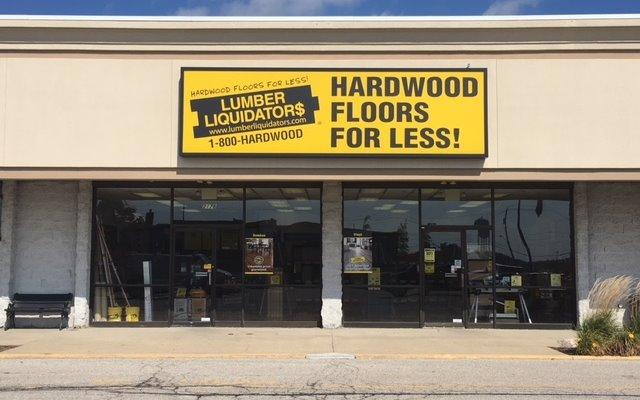 HARDWOOD FLOORS FOR LESS!
LUMBER
LIQUIDATOR$
www.lumberliquidators.com
1-800-HARDWOOD
HARDWOOD
FLOORS
FOR LESS!